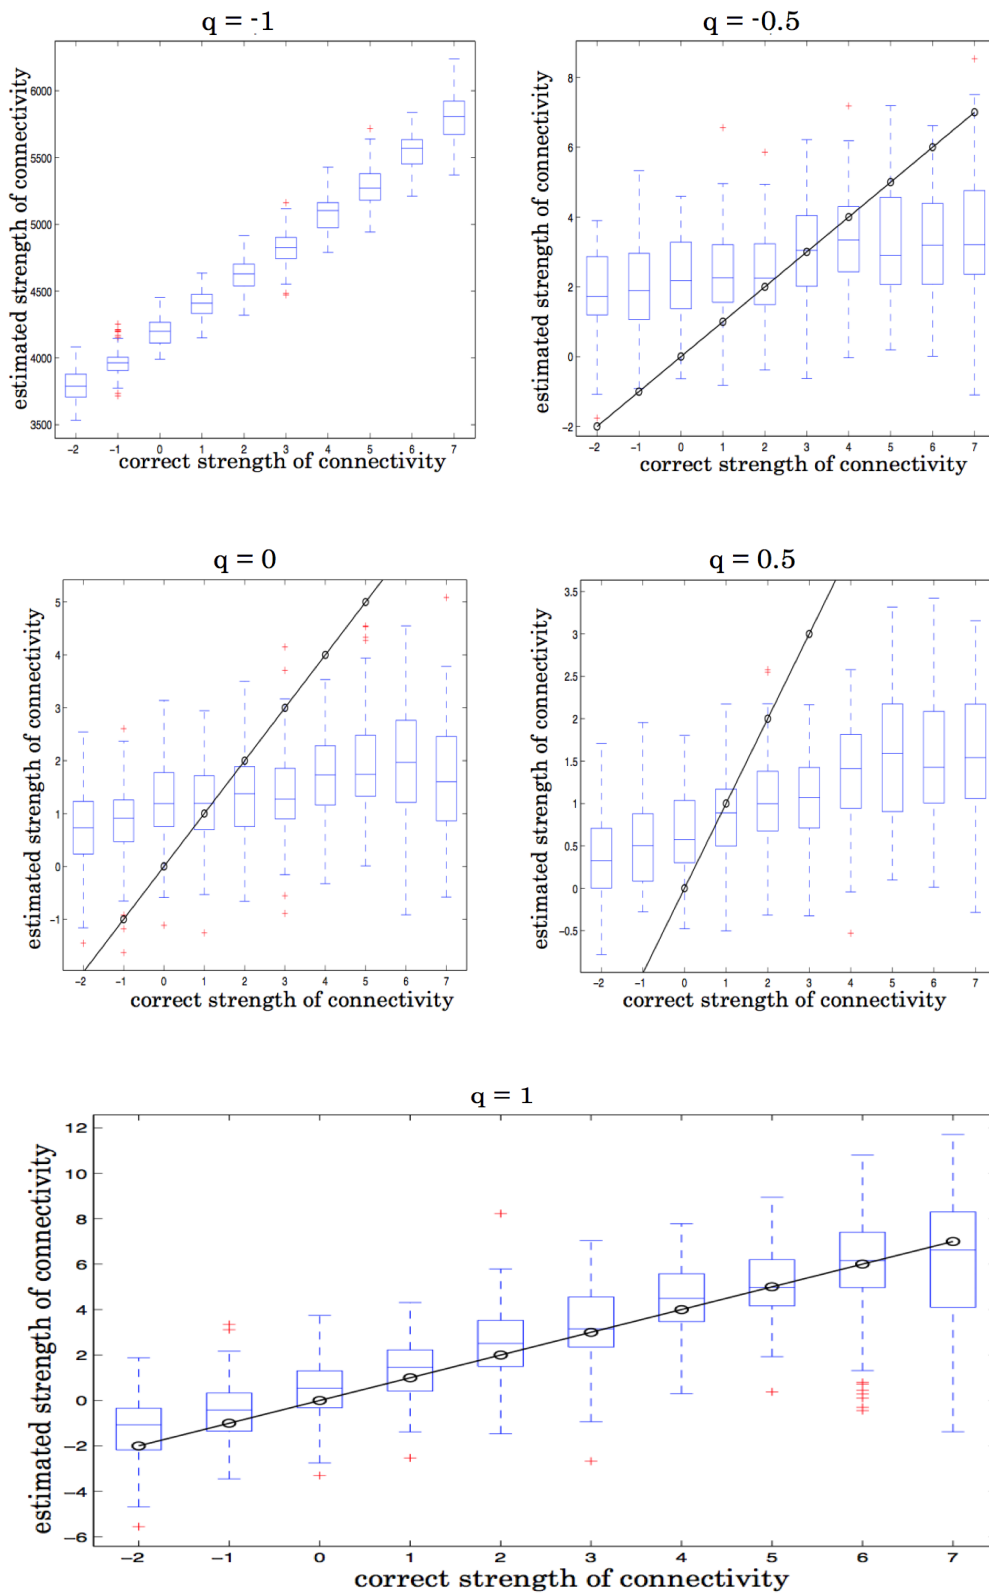 q = -1
estimated strength of connectivity
6000
5500
5000
4500
4000
3500
-2 -1 0 1 2 3 4 5 6 7
correct strength of connectivity
q = -0.5
estimated strength of connectivity
8
6
4
2
0
-2
-2 -1 0 1 2 3 4 5 6 7
correct strength of connectivity
q = 0
estimated strength of connectivity
5
4
3
2
1
0
-1
-2 -1 0 1 2 3 4 5 6 7
correct strength of connectivity
q = 0.5
estimated strength of connectivity
3.5
3
2.5
2
1.5
1
0.5
0
-0.5
-2 -1 0 1 2 3 4 5 6 7
correct strength of connectivity
q = 1
estimated strength of connectivity
12
10
8
6
4
2
0
-2
-4
-6
-2 -1 0 1 2 3 4 5 6 7
correct strength of connectivity